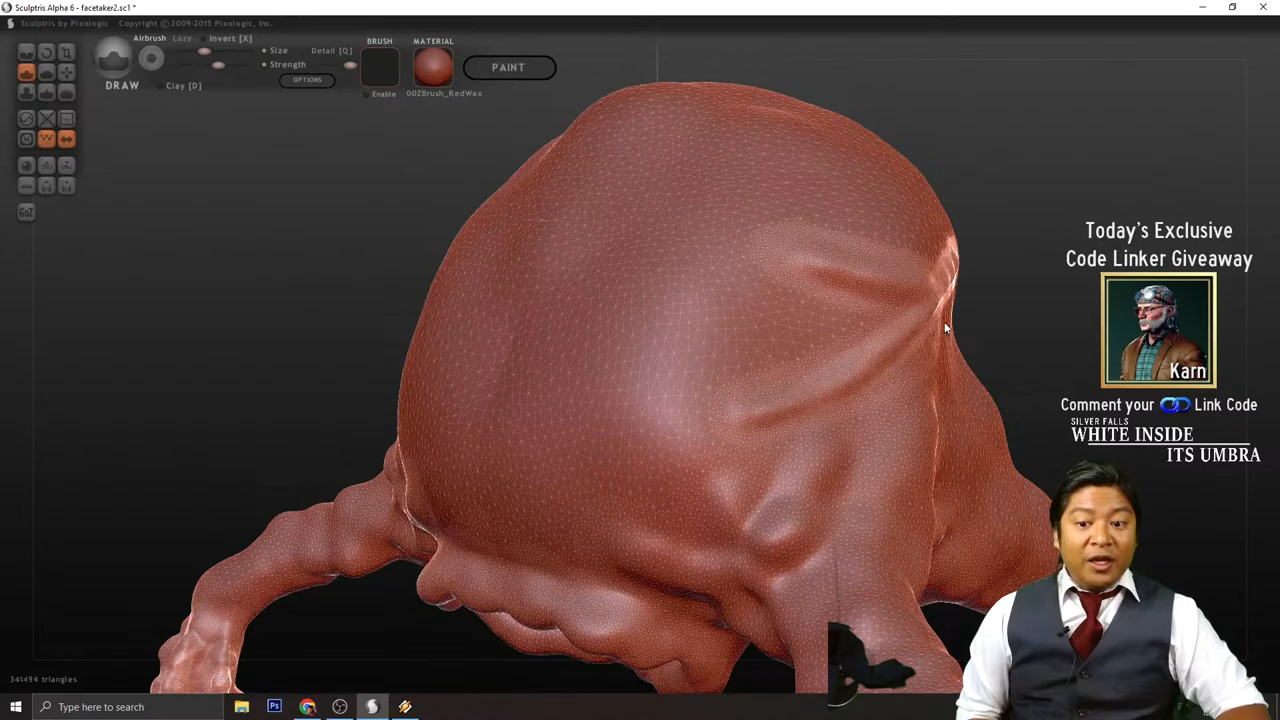 Sculptris Alpha 6 - facetaker2.sc1 *
Sculptris by Pixologic Copyright © 2009-2015 Pixologic, Inc.
Airbrush Lazy Invert [X]
Size Detail [Q]
Strength
OPTIONS
DRAW Clay [D]
BRUSH
Enable
MATERIAL
00ZBrush_RedWax
PAINT
GoZ
Today's Exclusive
Code Linker Giveaway
Karn
Comment your Link Code
SILVER FALLS
WHITE INSIDE
ITS UMBRA
341494 triangles
Type here to search
Ps